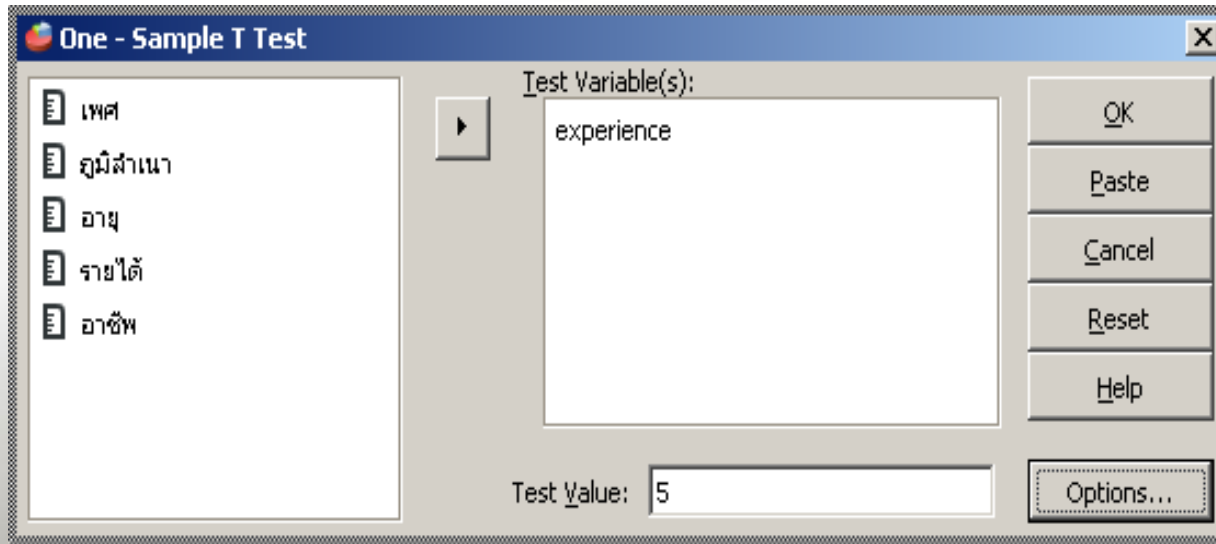 One - Sample T Test
เพศ
ภูมิลำเนา
อายุ
รายได้
อาชีพ
Test Variable(s):
experience
Test Value: 5
OK
Paste
Cancel
Reset
Help
Options...